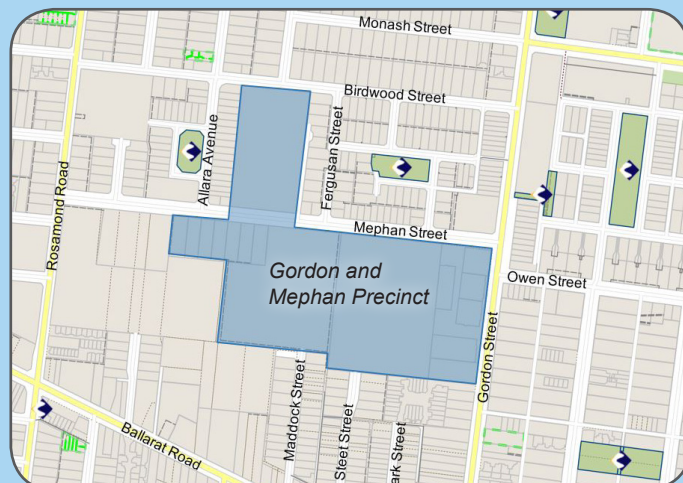 Monash Street
Birdwood Street
Allara Avenue
Fergusan Street
Rosamond Road
Mephan Street
Gordon and
Mephan Precinct
Owen Street
Gordon Street
Maddock Street
Steet Street
ark Street
Ballarat Road